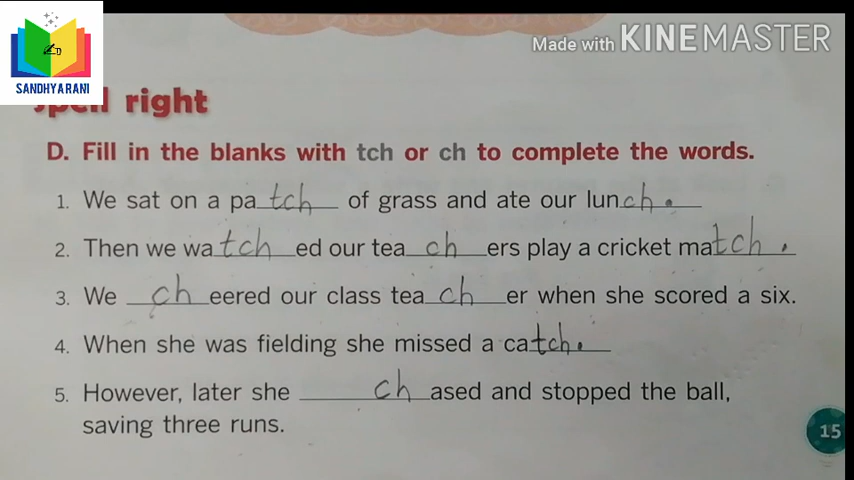 Made with KINEMASTER
SANDHYARANI
Spell right
D. Fill in the blanks with tch or ch to complete the words.
1. We sat on a patch of grass and ate our lunch.
2. Then we watched our teachers play a cricket match.
3. We cheered our class teacher when she scored a six.
4. When she was fielding she missed a catch.
5. However, later she chased and stopped the ball,
saving three runs.
15